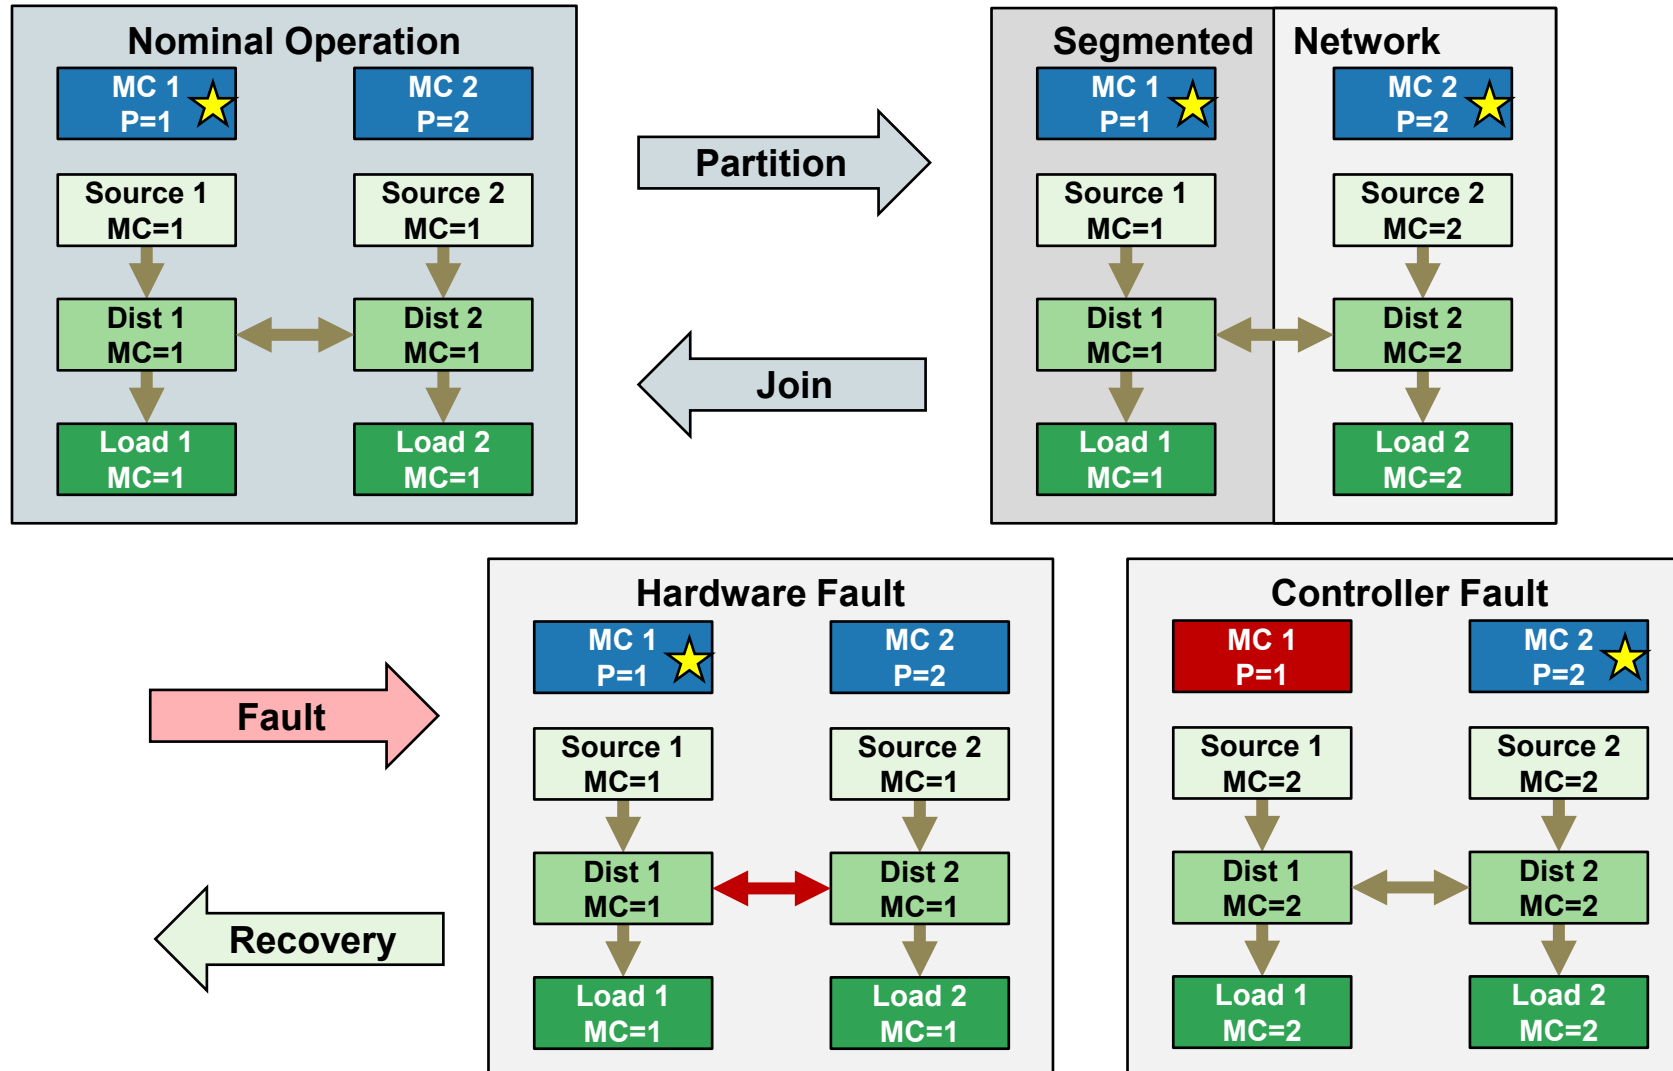 Nominal Operation
MC 1
P=1
MC 2
P=2
Source 1
MC=1
Source 2
MC=1
Dist 1
MC=1
Dist 2
MC=1
Load 1
MC=1
Load 2
MC=1
Partition
Join
Segmented Network
MC 1
P=1
MC 2
P=2
Source 1
MC=1
Source 2
MC=2
Dist 1
MC=1
Dist 2
MC=2
Load 1
MC=1
Load 2
MC=2
Fault
Recovery
Hardware Fault
MC 1
P=1
MC 2
P=2
Source 1
MC=1
Source 2
MC=1
Dist 1
MC=1
Dist 2
MC=1
Load 1
MC=1
Load 2
MC=1
Controller Fault
MC 1
P=1
MC 2
P=2
Source 1
MC=2
Source 2
MC=2
Dist 1
MC=2
Dist 2
MC=2
Load 1
MC=2
Load 2
MC=2